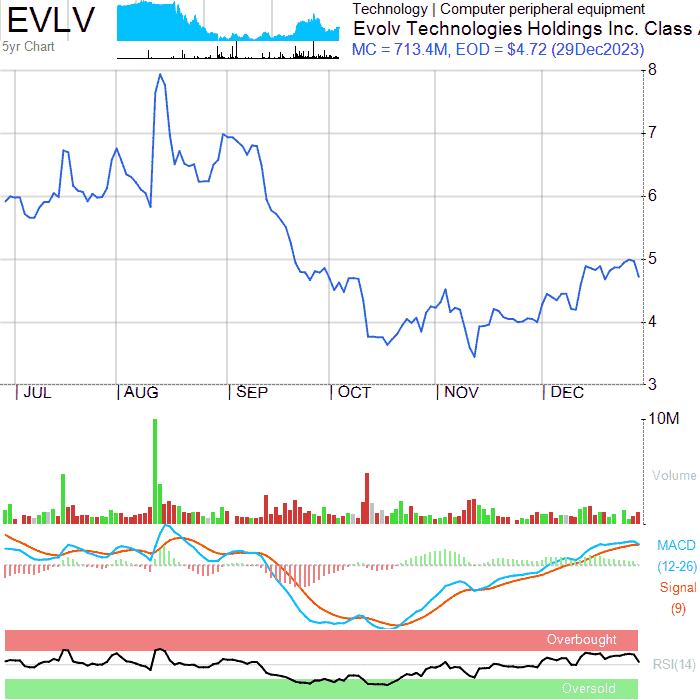 EVLV
5yr Chart
Technology | Computer peripheral equipment
Evolv Technologies Holdings Inc. Class
MC = 713.4M, EOD = $4.72 (29Dec2023)
8
7
6
5
4
3
JUL AUG SEP OCT NOV DEC
10M
Volume
MACD
(12-26)
Signal
(9)
Overbought
RSI(14)
Oversold